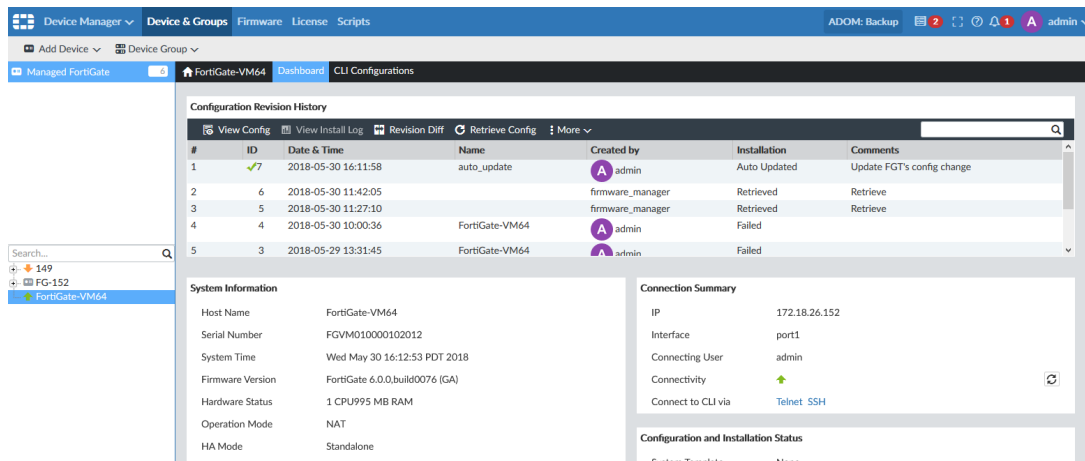 Device Manager Device & Groups Firmware License Scripts ADOM: Backup 2 1 A admin
Add Device Device Group
Managed FortiGate 6 FortiGate-VM64 Dashboard CLI Configurations
Configuration Revision History
View Config View Install Log Revision Diff Retrieve Config More
# ID Date & Time Name Created by Installation Comments
1 7 2018-05-30 16:11:58 auto_update A admin Auto Updated Update FGT's config change
2 6 2018-05-30 11:42:05 firmware_manager Retrieved Retrieve
3 5 2018-05-30 11:27:10 firmware_manager Retrieved Retrieve
4 4 2018-05-30 10:00:36 FortiGate-VM64 A admin Failed
5 3 2018-05-29 13:31:45 FortiGate-VM64 A admin Failed
Search...
149
FG-152
FortiGate-VM64
System Information
Host Name FortiGate-VM64
Serial Number FGVM010000102012
System Time Wed May 30 16:12:53 PDT 2018
Firmware Version FortiGate 6.0.0,build0076 (GA)
Hardware Status 1 CPU995 MB RAM
Operation Mode NAT
HA Mode Standalone
Connection Summary
IP 172.18.26.152
Interface port1
Connecting User admin
Connectivity
Connect to CLI via Telnet SSH
Configuration and Installation Status